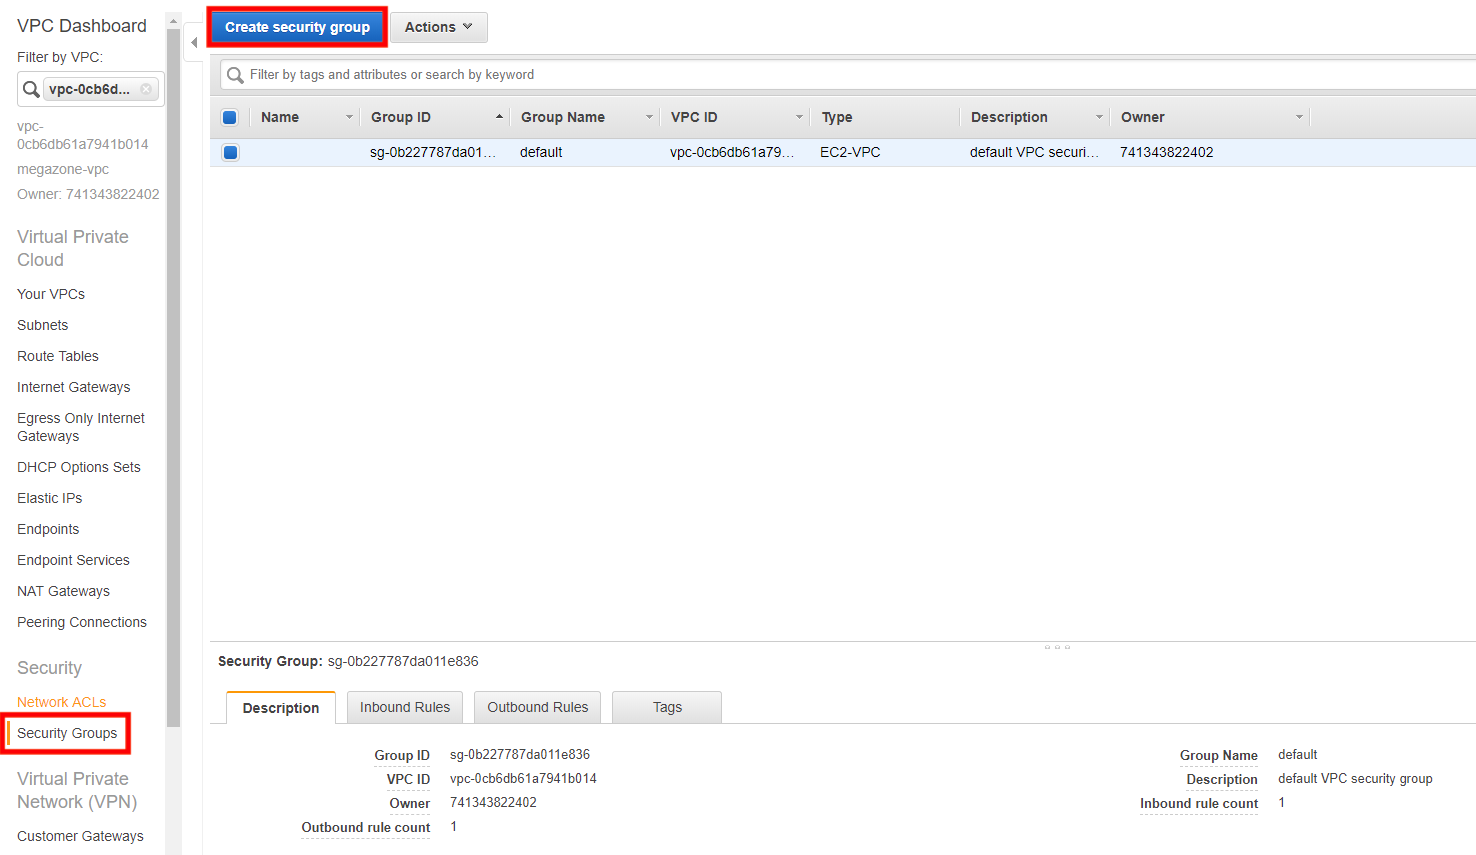 VPC Dashboard
Filter by VPC:
vpc-0cb6d...
vpc-
0cb6db61a7941b014
megazone-vpc
Owner: 741343822402
Virtual Private
Cloud
Your VPCs
Subnets
Route Tables
Internet Gateways
Egress Only Internet
Gateways
DHCP Options Sets
Elastic IPs
Endpoints
Endpoint Services
NAT Gateways
Peering Connections
Security
Network ACLs
Security Groups
Virtual Private
Network (VPN)
Customer Gateways
Create security group Actions
Filter by tags and attributes or search by keyword
Name Group ID Group Name VPC ID Type Description Owner
sg-0b227787da01... default vpc-0cb6db61a79... EC2-VPC default VPC securi... 741343822402
Security Group: sg-0b227787da011e836
Description Inbound Rules Outbound Rules Tags
Group ID sg-0b227787da011e836 Group Name default
VPC ID vpc-0cb6db61a7941b014 Description default VPC security group
Owner 741343822402 Inbound rule count 1
Outbound rule count 1